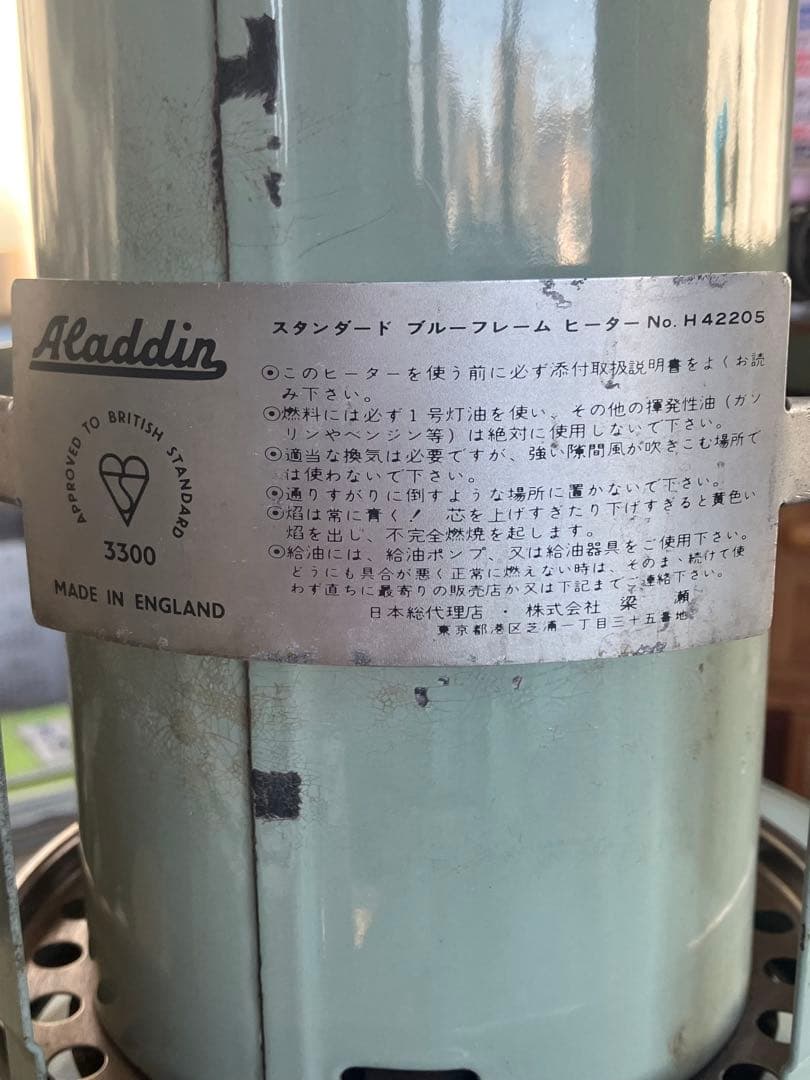 Aladdin
APPROVED TO BRITISH STANDARD
3300
MADE IN ENGLAND
スタンダード ブルーフレーム ヒーター No. H42205
◉このヒーターを使う前に必ず添付取扱説明書をよくお読
み下さい。
◉燃料には必ず1号灯油を使い、その他の揮発性油(ガソ
リンやベンジン等)は絶対に使用しないで下さい。
◉適当な換気は必要ですが、強い隙間風が吹きこむ場所で
は使わないで下さい。
◉通りすがりに倒すような場所に置かないで下さい。
◉焰は常に青く! 芯を上げすぎたり下げすぎると黄色い
焰を出し、不完全燃焼を起します。
◉給油には、給油ポンプ、又は給油器具をご使用下さい。
どうにも具合が悪く正常に燃えない時は、そのまゝ続けて使
わず直ちに最寄りの販売店か又は下記までご連絡下さい。
日本総代理店・株式会社 梁瀬
東京都港区芝浦一丁目三十五番地